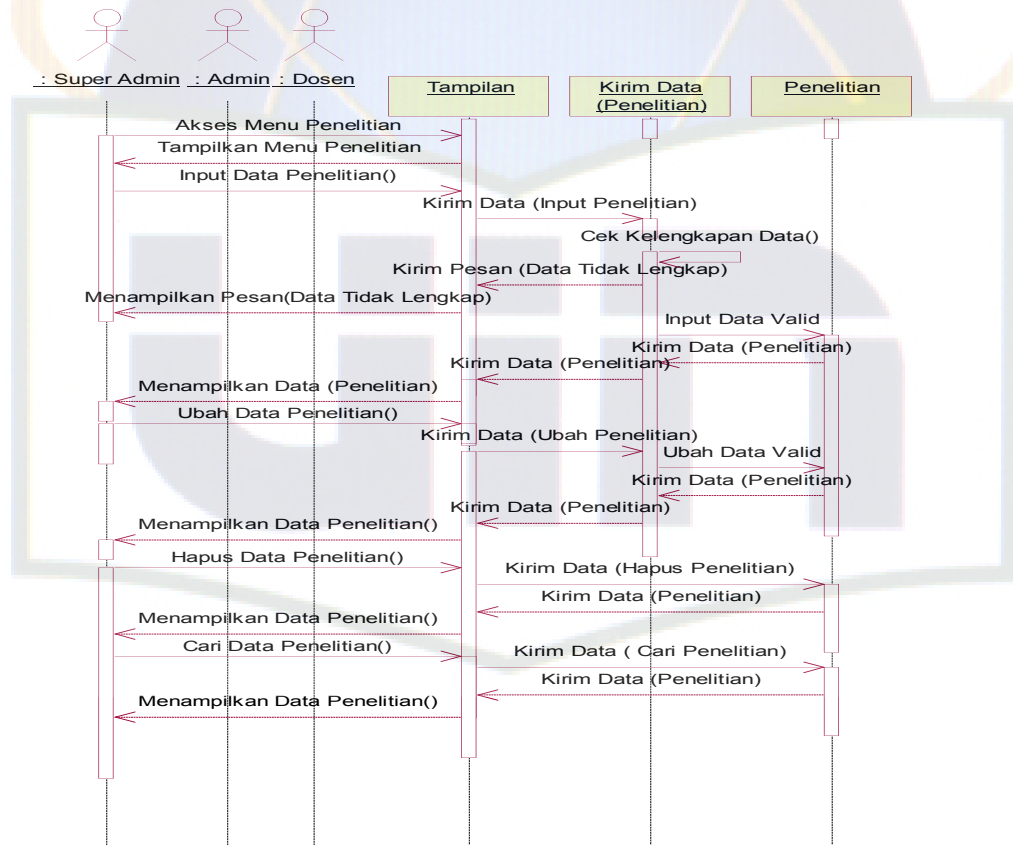 : Super Admin : Admin : Dosen
Tampilan
Kirim Data
(Penelitian)
Penelitian
Akses Menu Penelitian
Tampilkan Menu Penelitian
Input Data Penelitian()
Kirim Data (Input Penelitian)
Cek Kelengkapan Data()
Kirim Pesan (Data Tidak Lengkap)
Menampilkan Pesan(Data Tidak Lengkap)
Input Data Valid
Kirim Data (Penelitian)
Kirim Data (Penelitian)
Menampilkan Data (Penelitian)
Ubah Data Penelitian()
Kirim Data (Ubah Penelitian)
Ubah Data Valid
Kirim Data (Penelitian)
Kirim Data (Penelitian)
Menampilkan Data Penelitian()
Hapus Data Penelitian()
Kirim Data (Hapus Penelitian)
Kirim Data (Penelitian)
Menampilkan Data Penelitian()
Cari Data Penelitian()
Kirim Data ( Cari Penelitian)
Kirim Data (Penelitian)
Menampilkan Data Penelitian()
uin